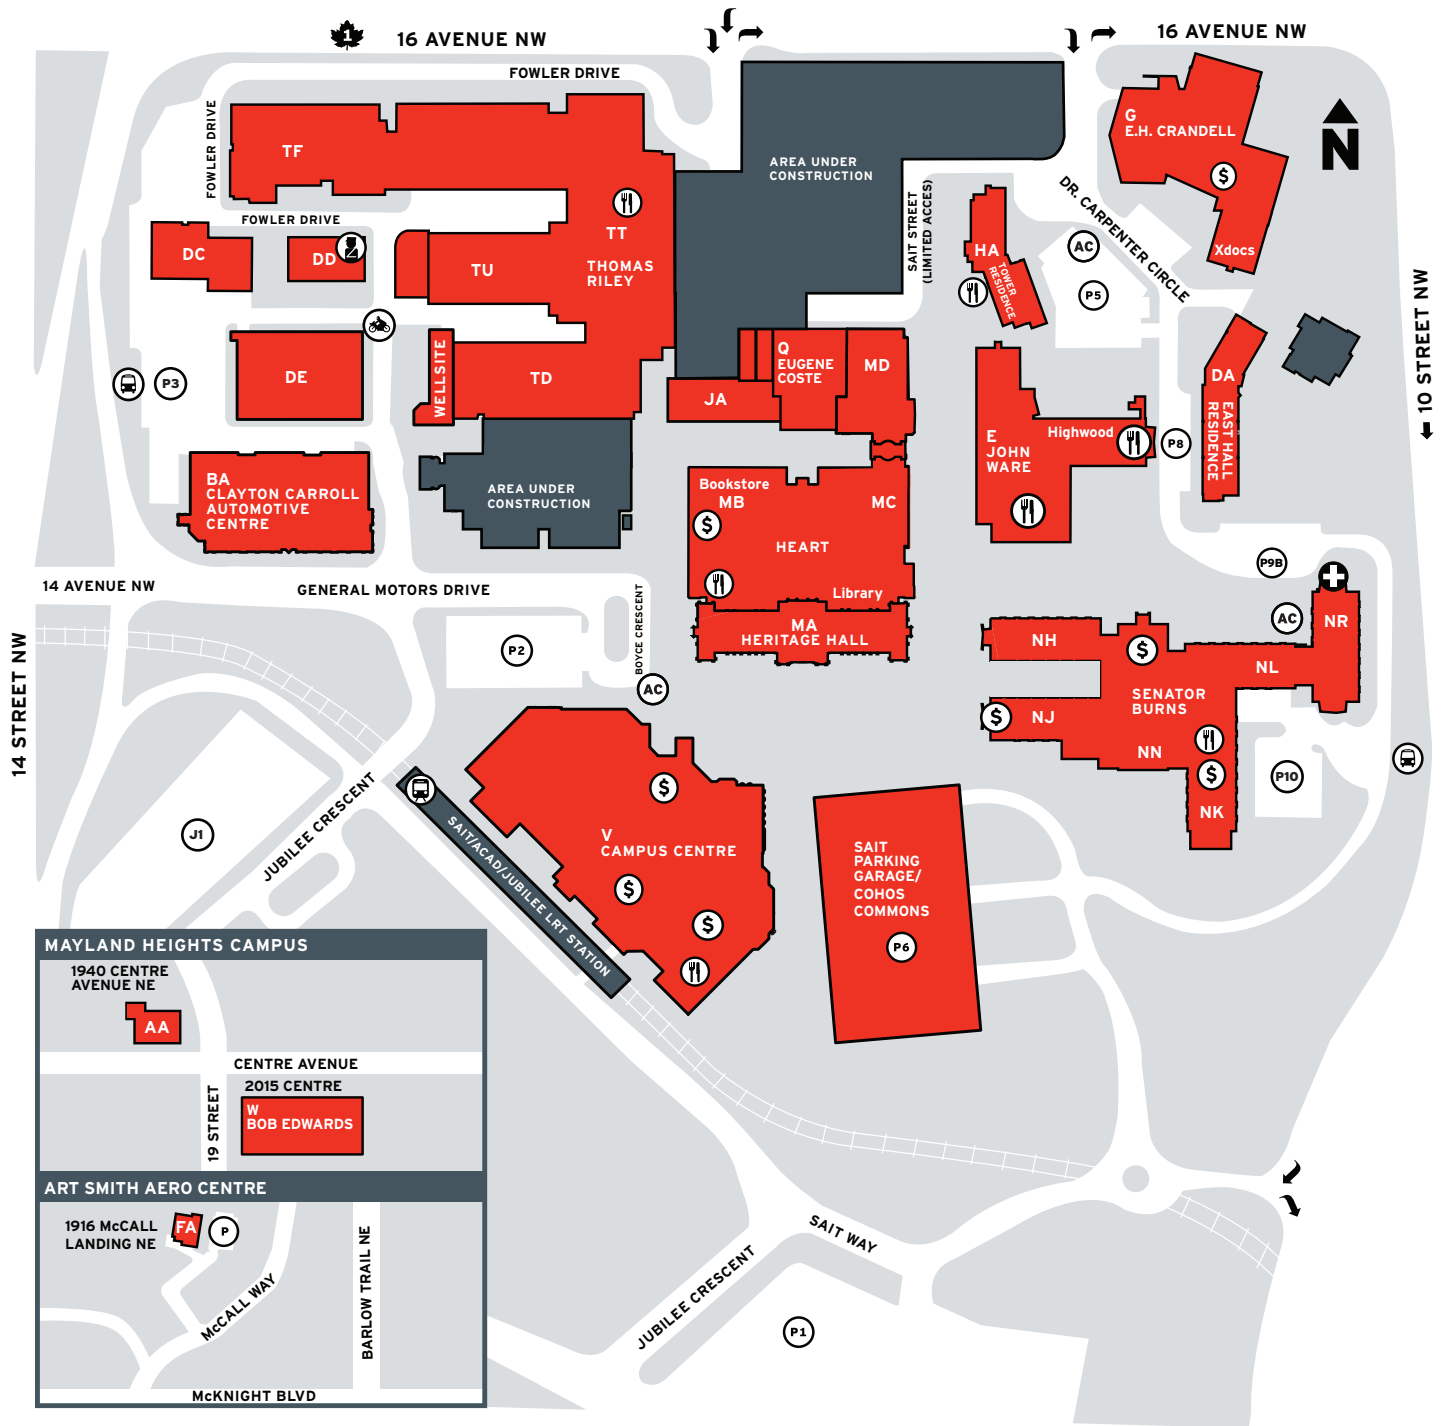 1
16 AVENUE NW
16 AVENUE NW
FOWLER DRIVE
FOWLER DRIVE
TF
AREA UNDER
CONSTRUCTION
G
E.H. CRANDELL
$
Xdocs
N
DR. CARPENTER CIRCLE
SAIT STREET
(LIMITED ACCES)
FOWLER DRIVE
DC
DD
TU
TT
THOMAS
RILEY
HA
TOWER
RESIDENCE
AC
P5
10 STREET NW
P3
DE
WELLSITE
TD
JA
Q
EUGENE
COSTE
MD
E
JOHN
WARE
Highwood
P8
DA
EAST HALL
RESIDENCE
BA
CLAYTON CARROLL
AUTOMOTIVE
CENTRE
AREA UNDER
CONSTRUCTION
Bookstore
MB
MC
$
HEART
Library
MA
HERITAGE HALL
14 AVENUE NW
GENERAL MOTORS DRIVE
BOYCE CRESCENT
P2
AC
14 STREET NW
P9B
AC
NR
NH
$
NL
SENATOR
BURNS
$
NJ
NN
$
NK
P10
J1
JUBILEE CRESCENT
SAIT/ACAD/JUBILEE LRT STATION
$
V
CAMPUS CENTRE
$
$
SAIT
PARKING
GARAGE/
COHOS
COMMONS
P6
MAYLAND HEIGHTS CAMPUS
1940 CENTRE
AVENUE NE
AA
CENTRE AVENUE
19 STREET
2015 CENTRE
W
BOB EDWARDS
ART SMITH AERO CENTRE
1916 McCALL
LANDING NE
FA
P
McCALL WAY
BARLOW TRAIL NE
McKNIGHT BLVD
SAIT WAY
JUBILEE CRESCENT
P1